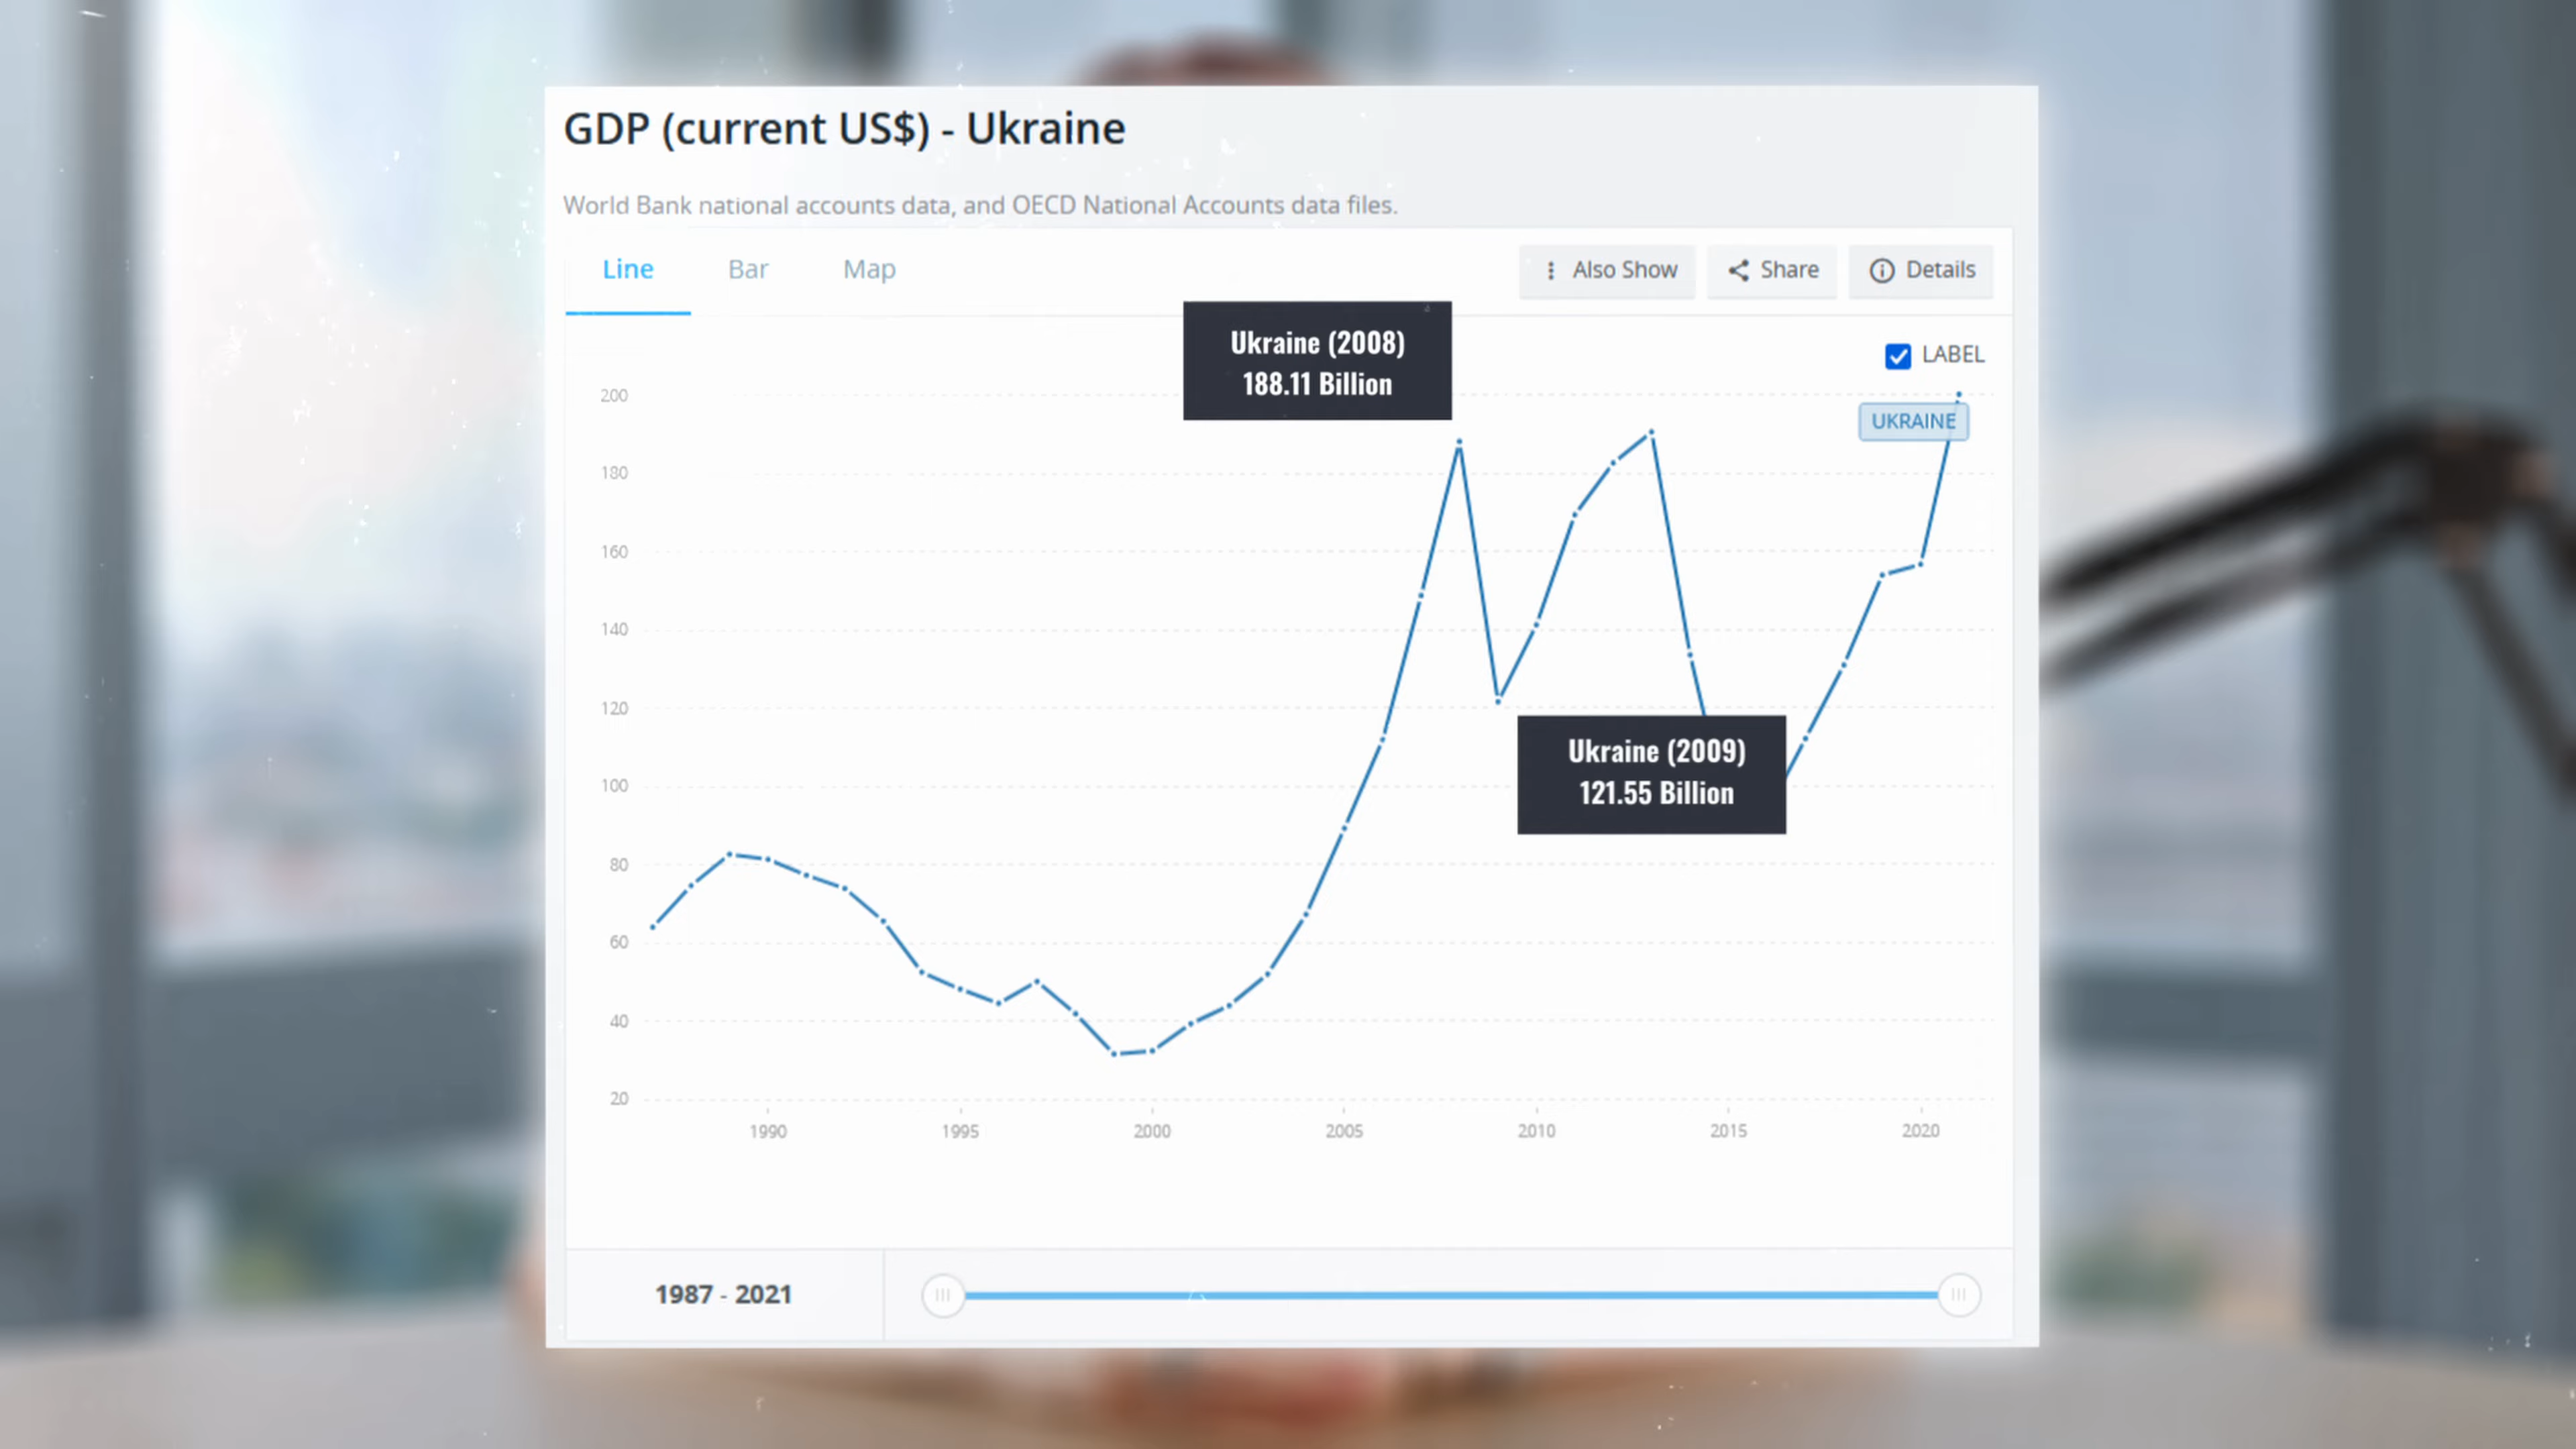 GDP (current US$) - Ukraine
World Bank national accounts data, and OECD National Accounts data files.
Line Bar Map Also Show Share Details
Ukraine (2008)
188.11 Billion
LABEL
UKRAINE
200
180
160
140
120
100
80
60
40
20
Ukraine (2009)
121.55 Billion
1990 1995 2000 2005 2010 2015 2020
1987 - 2021